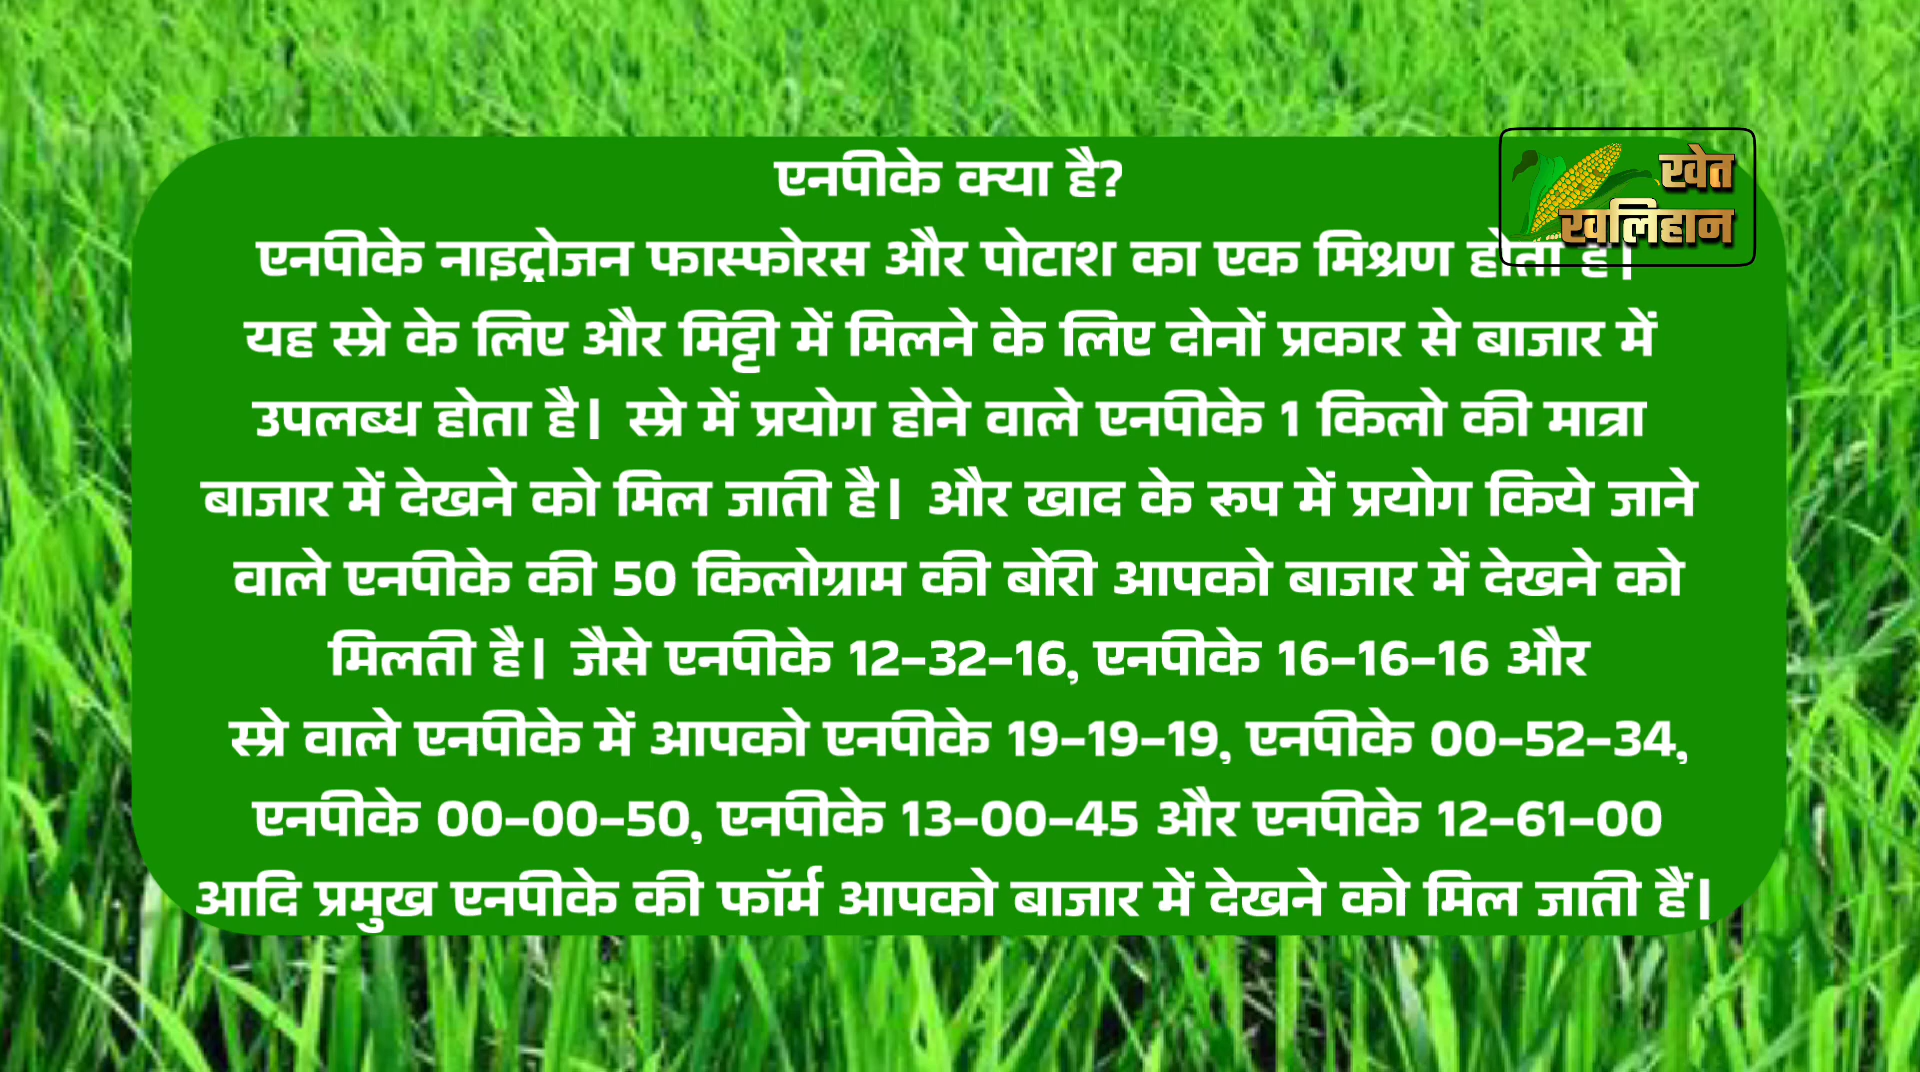 एनपीके क्या है?
खेत
खलिहान
एनपीके नाइट्रोजन फास्फोरस और पोटाश का एक मिश्रण होता है|
यह स्प्रे के लिए और मिट्टी में मिलने के लिए दोनों प्रकार से बाजार में
उपलब्ध होता है| स्प्रे में प्रयोग होने वाले एनपीके 1 किलो की मात्रा
बाजार में देखने को मिल जाती है| और खाद के रूप में प्रयोग किये जाने
वाले एनपीके की 50 किलोग्राम की बोंरी आपको बाजार में देखने को
मिलती है| जैसे एनपीके 12-32-16, एनपीके 16-16-16 और
स्प्रे वाले एनपीके में आपको एनपीके 19-19-19, एनपीके 00-52-34,
एनपीके 00-00-50, एनपीके 13-00-45 और एनपीके 12-61-00
आदि प्रमुख एनपीके की फॉर्म आपको बाजार में देखने को मिल जाती हैं|